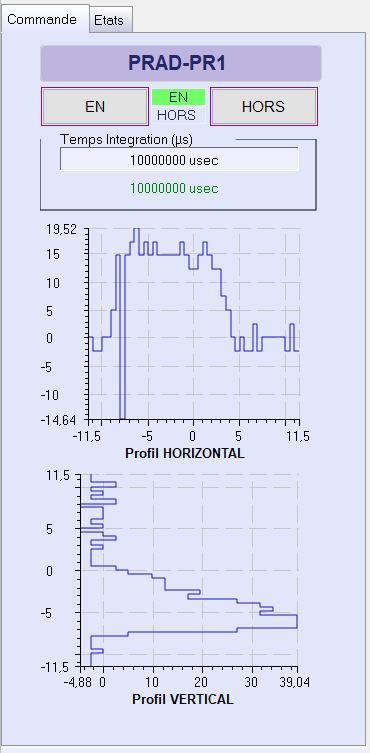 Commande Etats
PRAD-PR1
EN EN HORS
HORS
Temps Integration (µs)
10000000 usec
10000000 usec
19,52
15
10
5
0
-5
-10
-14,64
-11,5 -5 0 5 11,5
Profil HORIZONTAL
11,5
5
0
-5
-11,5
-4,88 0 10 20 30 39,04
Profil VERTICAL